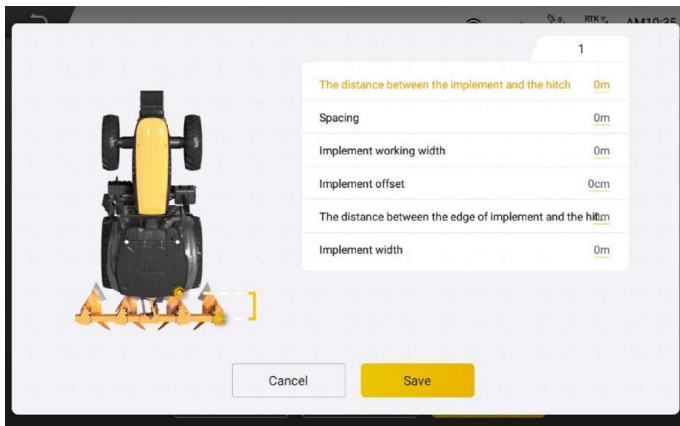 RTK
AM10:35
1
The distance between the implement and the hitch 0m
Spacing 0m
Implement working width 0m
Implement offset 0cm
The distance between the edge of implement and the 0m
Implement width 0m
Cancel Save